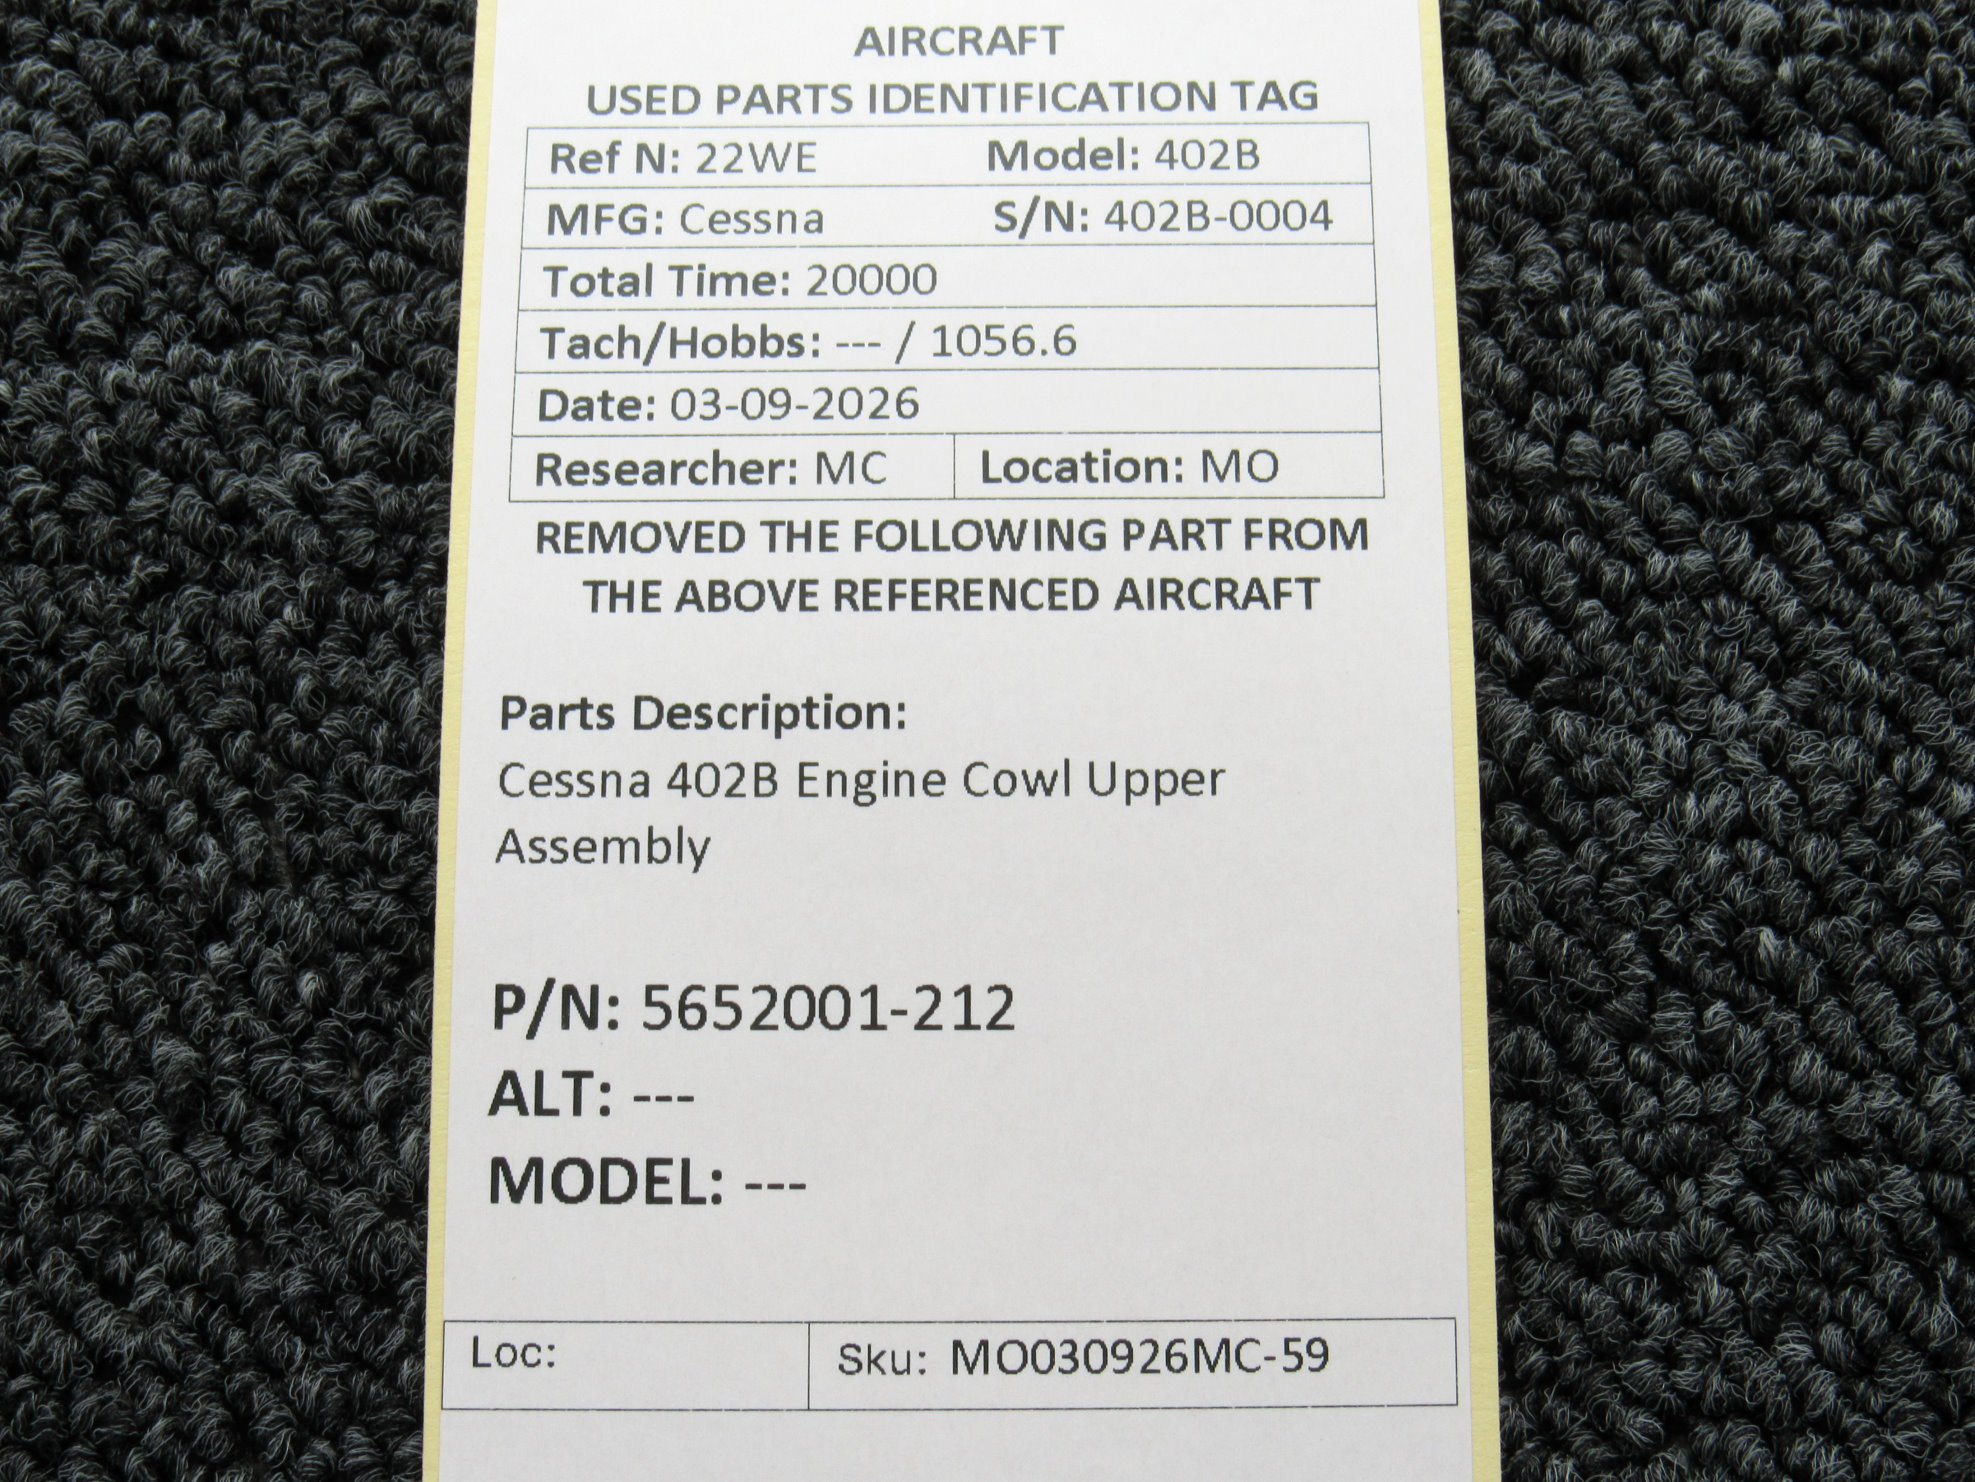 AIRCRAFT
USED PARTS IDENTIFICATION TAG
Ref N: 22WE Model: 402B
MFG: Cessna S/N: 402B-0004
Total Time: 20000
Tach/Hobbs: --- / 1056.6
Date: 03-09-2026
Researcher: MC Location: MO
REMOVED THE FOLLOWING PART FROM
THE ABOVE REFERENCED AIRCRAFT
Parts Description:
Cessna 402B Engine Cowl Upper
Assembly
P/N: 5652001-212
ALT: ---
MODEL: ---
Loc: Sku: MO030926MC-59